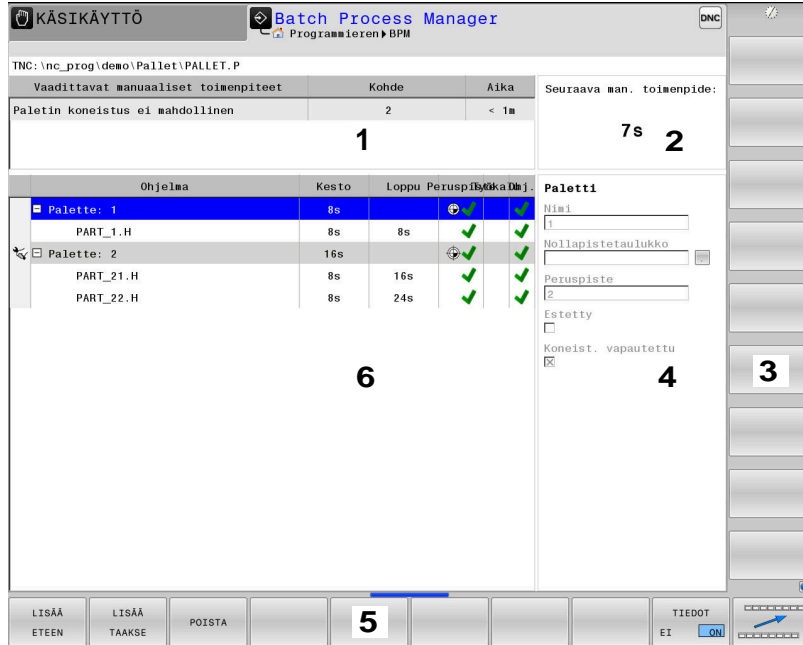 KÄSIKÄYTTÖ
Batch Process Manager
DNC
Programmieren BPM
TNC:\nc_prog\demo\Pallet\PALLET.P
Vaadittavat manuaaliset toimenpiteet Kohde Aika
Paletin koneistus ei mahdollinen 2 < 1m
1
Seuraava man. toimenpide:
7s
2
Ohjelma Kesto Loppu
Palette: 1 8s
PART_1.H 8s 8s
Palette: 2 16s
PART_21.H 8s 16s
PART_22.H 8s 24s
6
Paletti
Nimi
1
Nollapistetaulukko
Peruspiste
2
Estetty
Koneist. vapautettu
4
3
LISÄÄ ETEEN
LISÄÄ TAAKSE
POISTA
5
TIEDOT
EI ON